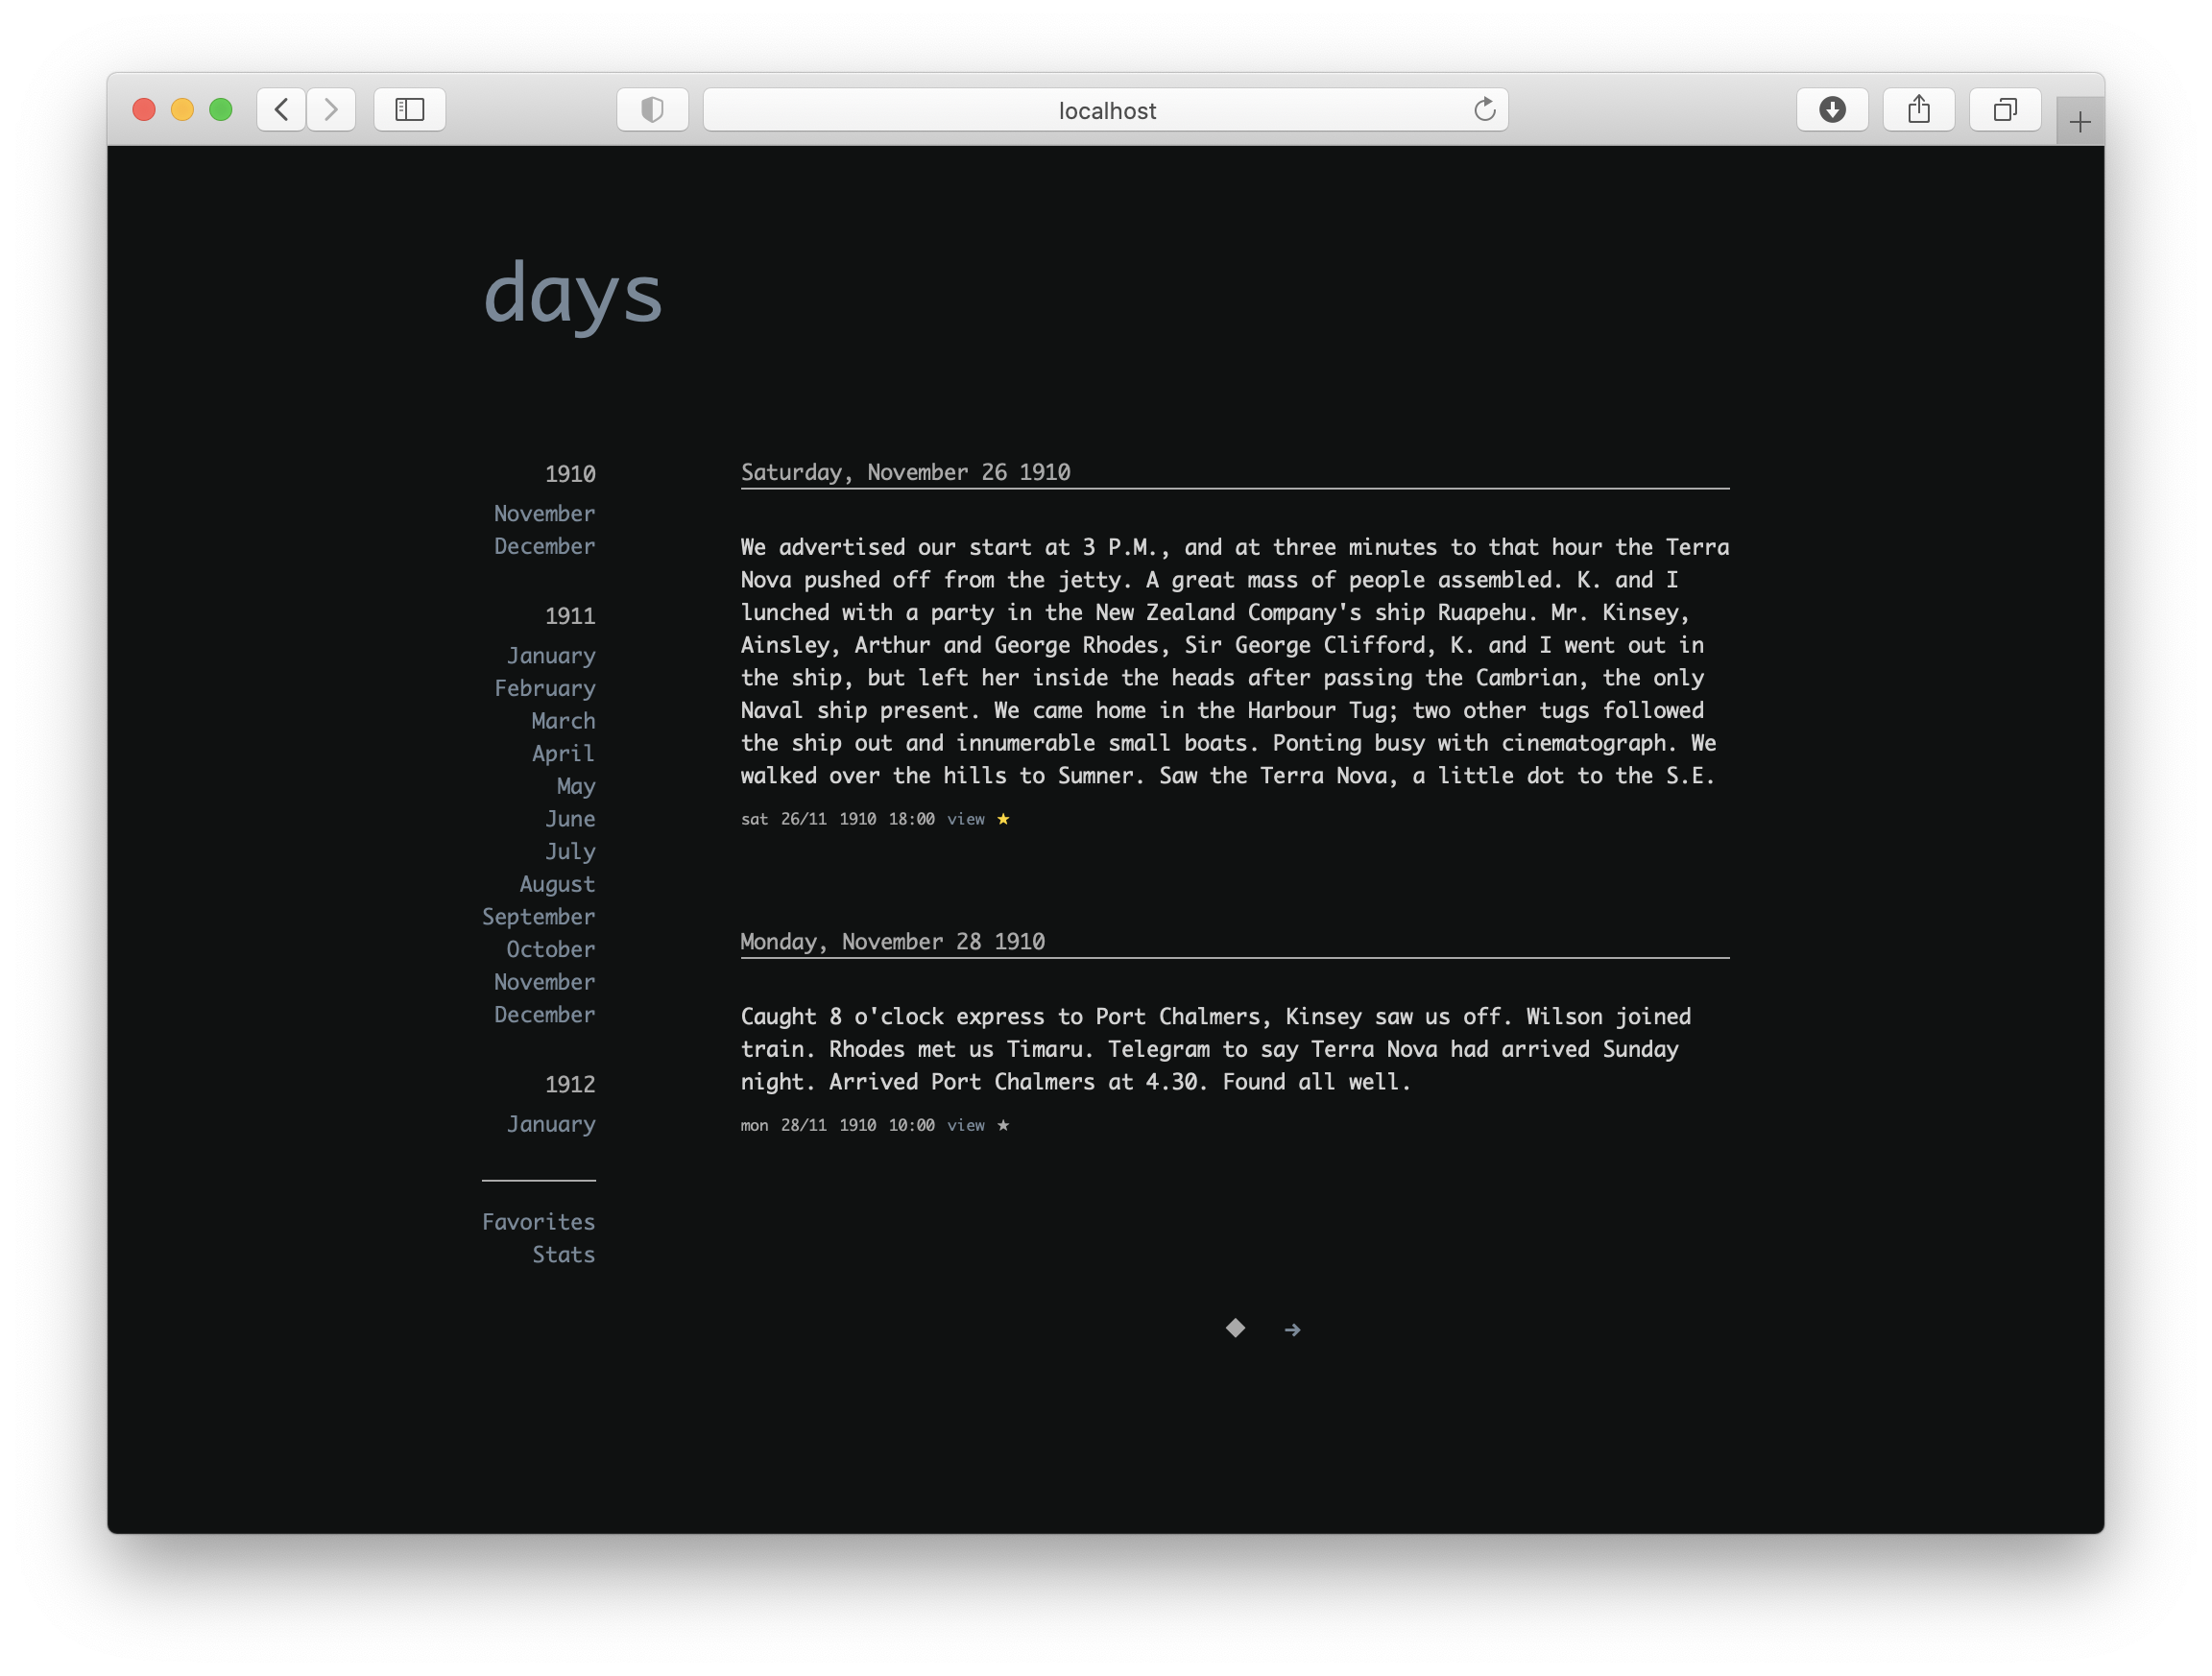 localhost
days
1910
November
December
1911
January
February
March
April
May
June
July
August
September
October
November
December
1912
January
Favorites
Stats
Saturday, November 26 1910
We advertised our start at 3 P.M., and at three minutes to that hour the Terra
Nova pushed off from the jetty. A great mass of people assembled. K. and I
lunched with a party in the New Zealand Company's ship Ruapehu. Mr. Kinsey,
Ainsley, Arthur and George Rhodes, Sir George Clifford, K. and I went out in
the ship, but left her inside the heads after passing the Cambrian, the only
Naval ship present. We came home in the Harbour Tug; two other tugs followed
the ship out and innumerable small boats. Ponting busy with cinematograph. We
walked over the hills to Sumner. Saw the Terra Nova, a little dot to the S.E.
sat 26/11 1910 18:00 view ★
Monday, November 28 1910
Caught 8 o'clock express to Port Chalmers, Kinsey saw us off. Wilson joined
train. Rhodes met us Timaru. Telegram to say Terra Nova had arrived Sunday
night. Arrived Port Chalmers at 4.30. Found all well.
mon 28/11 1910 10:00 view ★
◆ →